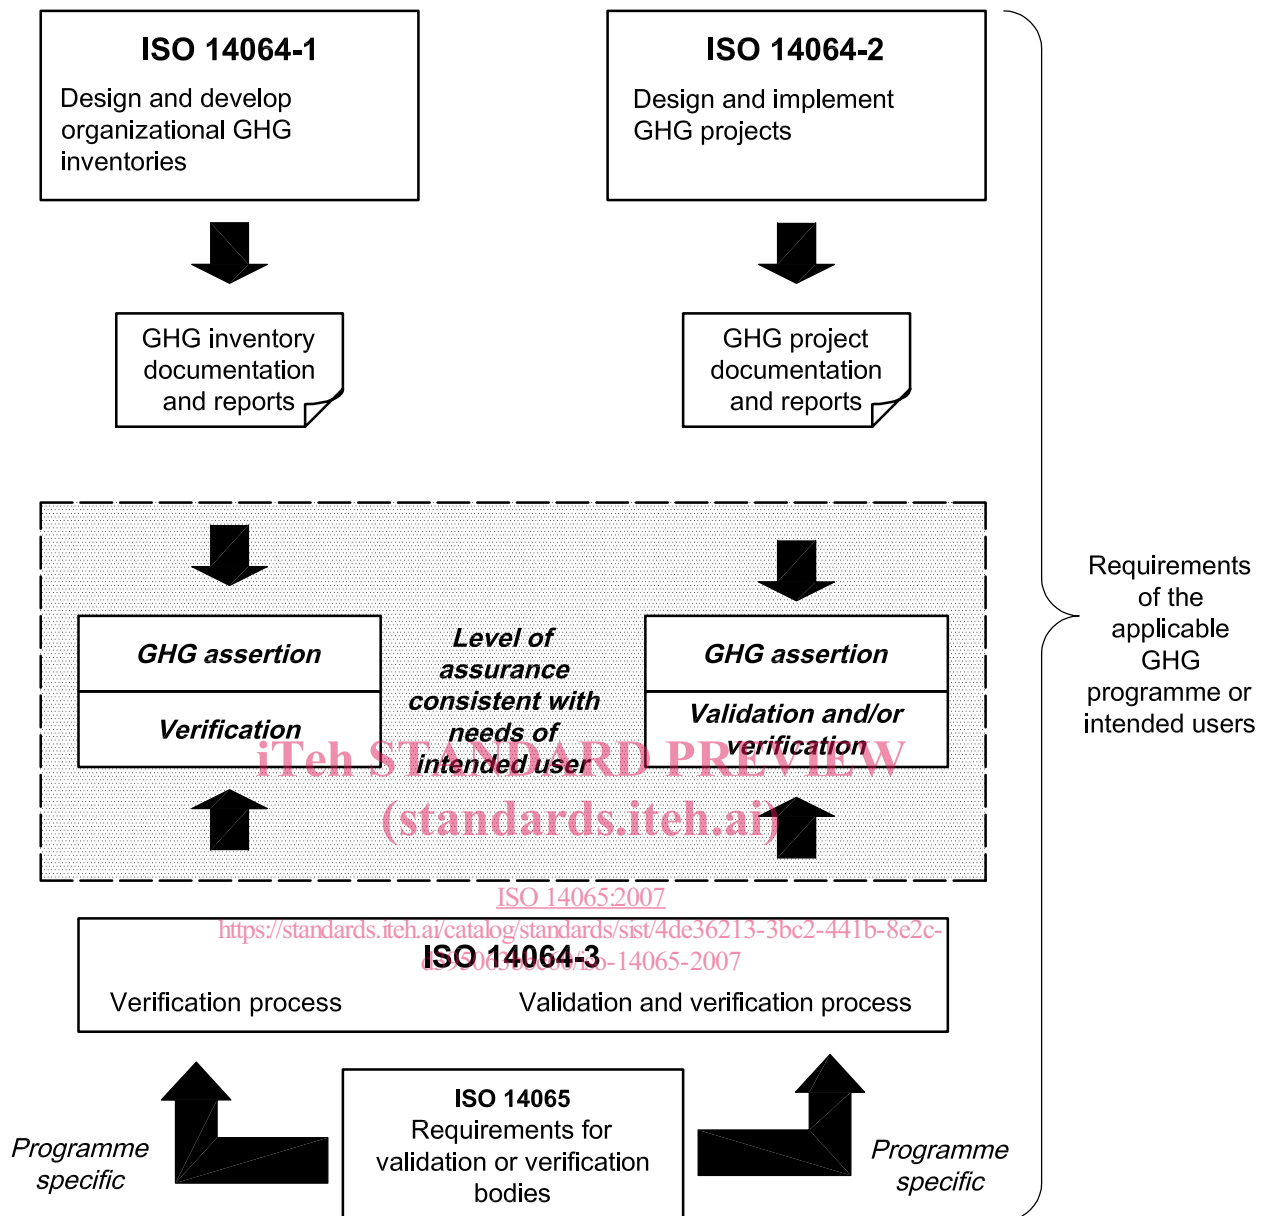 ISO 14064-1
Design and develop
organizational GHG
inventories
ISO 14064-2
Design and implement
GHG projects
GHG inventory
documentation
and reports
GHG project
documentation
and reports
GHG assertion
Verification
Level of
assurance
consistent with
needs of
intended user
GHG assertion
Validation and/or
verification
Requirements
of the
applicable
GHG
programme or
intended users
iTeh STANDARD PREVIEW
(standards.iteh.ai)
ISO 14065:2007
https://standards.iteh.ai/catalog/standards/sist/4de36213-3bc2-441b-8e2c-
ISO 14064-3
Verification process
Validation and verification process
ISO 14065
Requirements for
validation or verification
bodies
Programme
specific
Programme
specific